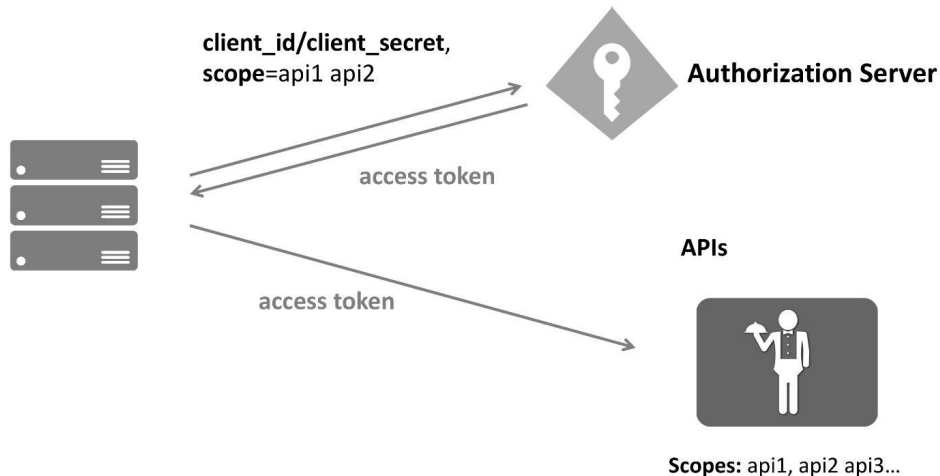 client_id/client_secret,
scope=api1 api2
Authorization Server
access token
APIs
access token
Scopes: api1, api2 api3...